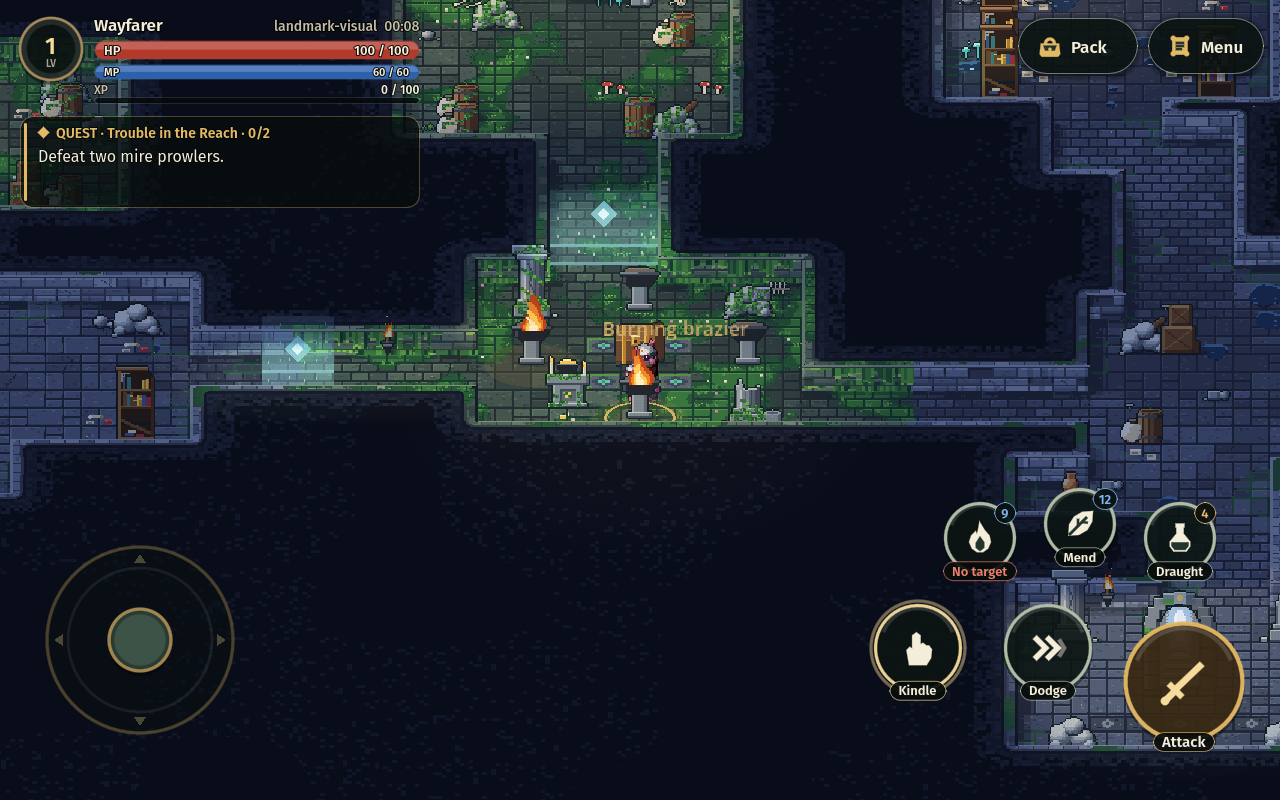 Wayfarer landmark-visual 00:08
1
LV
HP 100 / 100
MP 60 / 60
XP 0 / 100
QUEST · Trouble in the Reach · 0/2
Defeat two mire prowlers.
Pack
Menu
Burning brazier
9
No target
12
Mend
4
Draught
Kindle
Dodge
Attack